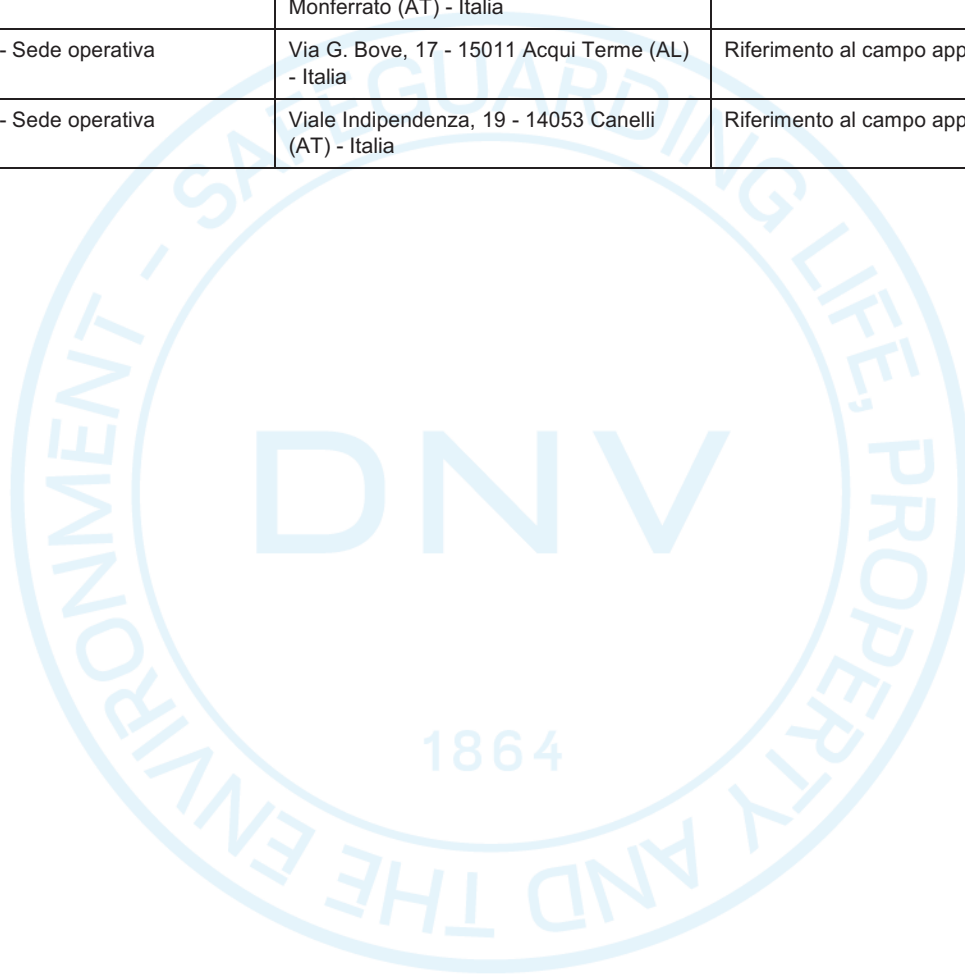 Monferrato (AT) - Italia
- Sede operativa
Via G. Bove, 17 - 15011 Acqui Terme (AL)
- Italia
Riferimento al campo app
- Sede operativa
Viale Indipendenza, 19 - 14053 Canelli
(AT) - Italia
Riferimento al campo app
SAFEGUARDING LIFE, PROPERTY AND THE ENVIRONMENT -
DNV
1864